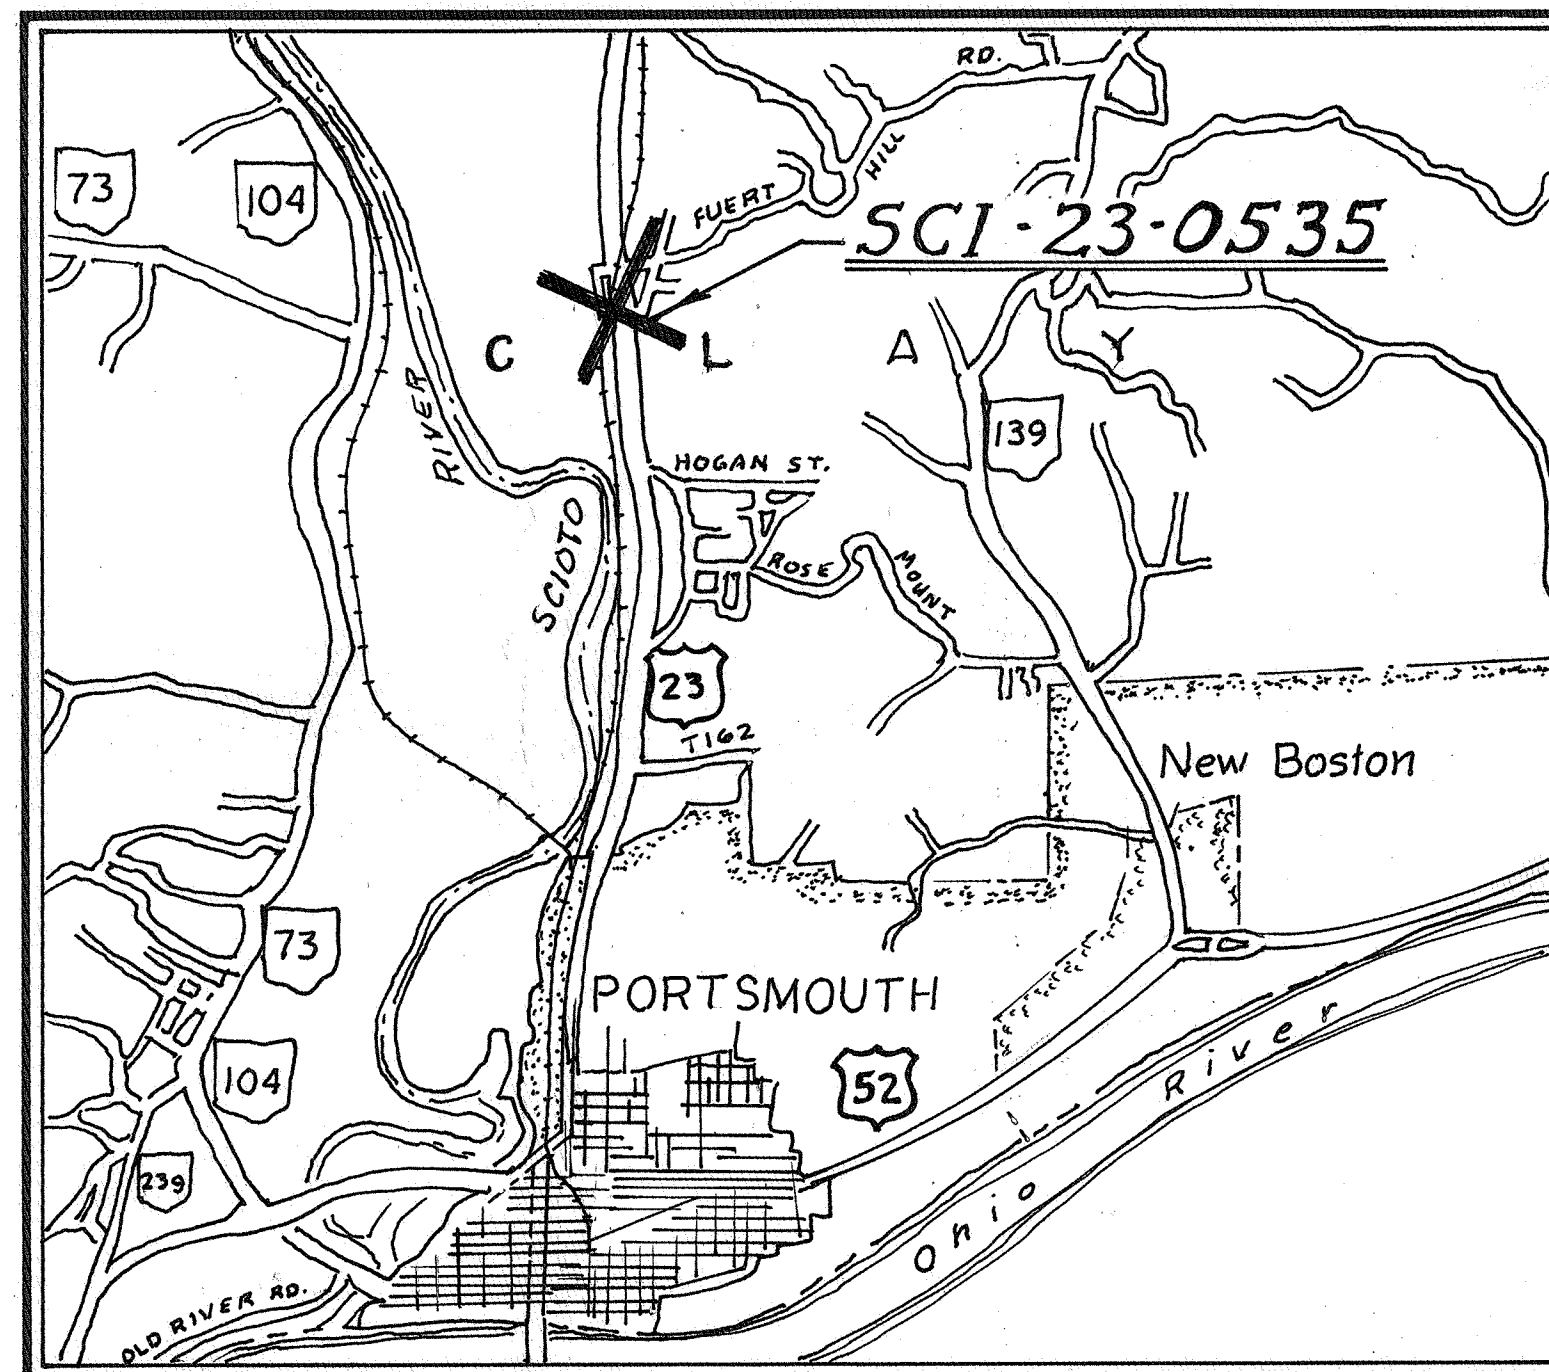 RD.
73
104
HILL
FUERT
SCI-23-0535
C L A Y
RIVER
139
HOGAN ST.
SCIOTO
ROSE MOUNT
23
T162
New Boston
73
PORTSMOUTH
104
52
River
239
Ohio
OLD RIVER RD.